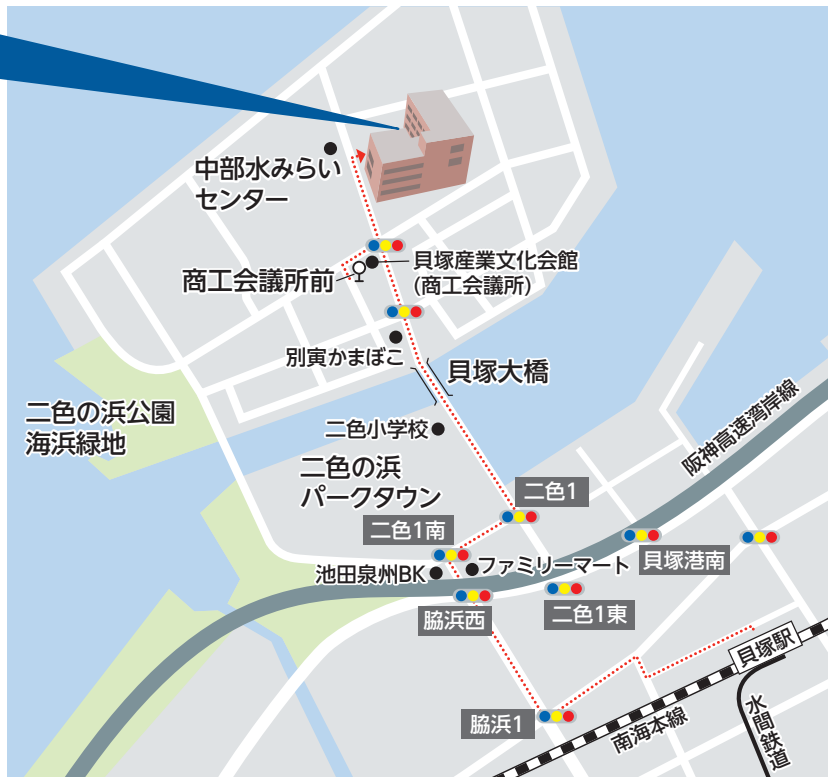 中部水みらい
センター
貝塚産業文化会館
(商工会議所)
商工会議所前
別寅かまぼこ
貝塚大橋
二色の浜公園
海浜緑地
二色小学校
阪神高速湾岸線
二色の浜
パークタウン
二色1
二色1南
ファミリーマート
貝塚港南
池田泉州BK
脇浜西
二色1東
貝塚駅
脇浜1
南海本線
水間鉄道